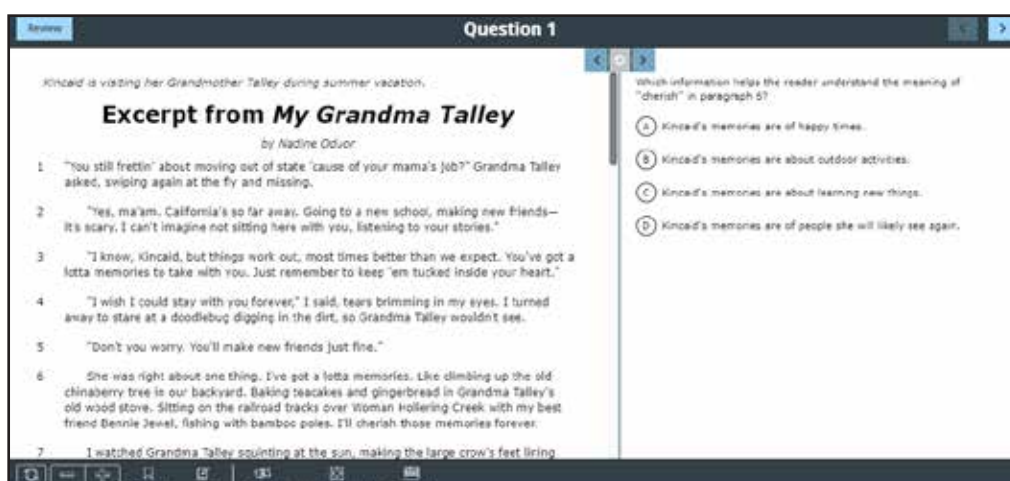 Review
Question 1
Kincaid is visiting her Grandmother Talley during summer vacation.
Excerpt from My Grandma Talley
by Nadine Oduor
1 "You still frettin' about moving out of state 'cause of your mama's job?" Grandma Talley
asked, swiping again at the fly and missing.
2 "Yes, ma'am. California's so far away. Going to a new school, making new friends—
it's scary. I can't imagine not sitting here with you, listening to your stories."
3 "I know, Kincaid, but things work out, most times better than we expect. You've got a
lotta memories to take with you. Just remember to keep 'em tucked inside your heart."
4 "I wish I could stay with you forever," I said, tears brimming in my eyes. I turned
away to stare at a doodlebug digging in the dirt, so Grandma Talley wouldn't see.
5 "Don't you worry. You'll make new friends just fine."
6 She was right about one thing. I've got a lotta memories. Like climbing up the old
chinaberry tree in our backyard. Baking teacakes and gingerbread in Grandma Talley's
old wood stove. Sitting on the railroad tracks over Woman Hollering Creek with my best
friend Bennie Jewel, fishing with bamboo poles. I'll cherish those memories forever.
7 I watched Grandma Talley squinting at the sun, making the large crow's feet lining
Which information helps the reader understand the meaning of
"cherish" in paragraph 6?
A Kincaid's memories are of happy times.
B Kincaid's memories are about outdoor activities.
C Kincaid's memories are about learning new things.
D Kincaid's memories are of people she will likely see again.